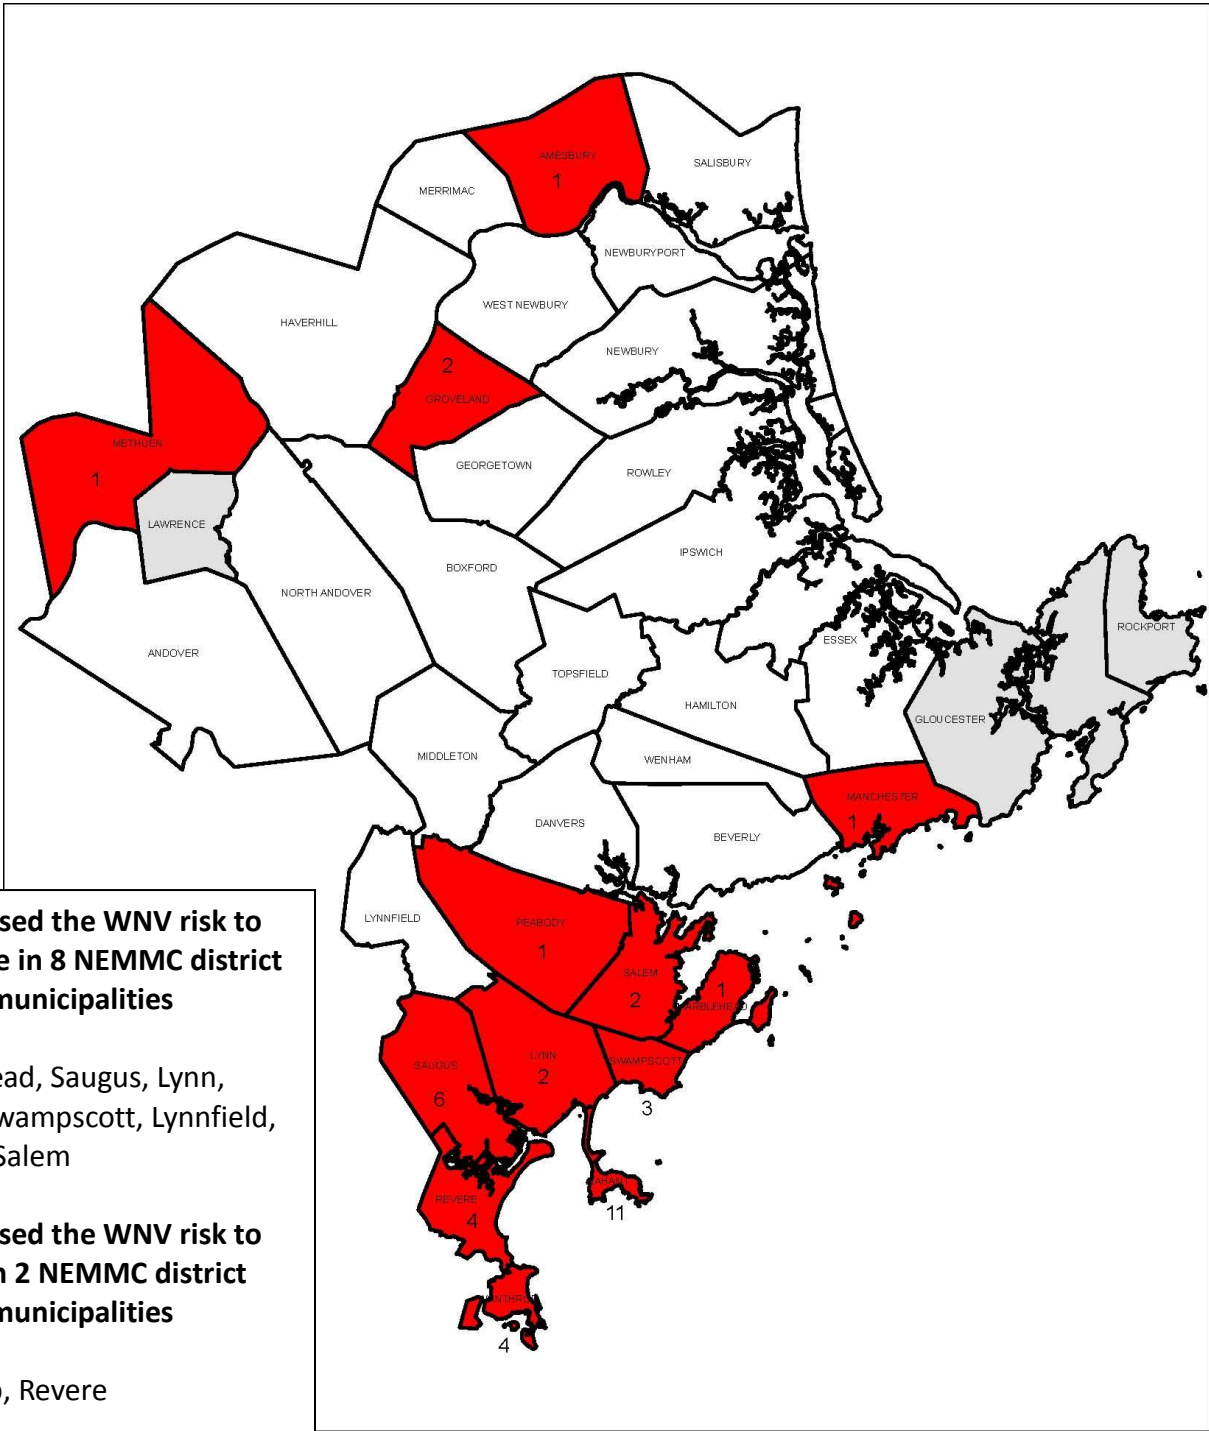 AMESBURY
1
SALISBURY
MERRIMAC
NEWBURYPORT
WEST NEWBURY
HAVERHILL
NEWBURY
2
GROVELAND
METHUEN
1
GEORGETOWN
ROWLEY
LAWRENCE
IPSWICH
BOXFORD
NORTH ANDOVER
ROCKPORT
ESSEX
ANDOVER
TOPSFIELD
HAMILTON
GLOUCESTER
MIDDLETON
WENHAM
MANCHESTER
1
DANVERS
BEVERLY
LYNNFIELD
PEABODY
1
SALEM
2
1
ARBLEHEAD
LYNN
2
SAUGUS
6
SWAMPSCOTT
3
AHANT
11
REVERE
4
INTHRO
4
sed the WNV risk to
e in 8 NEMMC district
municipalities
ead, Saugus, Lynn,
wampscott, Lynnfield,
Salem
sed the WNV risk to
n 2 NEMMC district
municipalities
, Revere